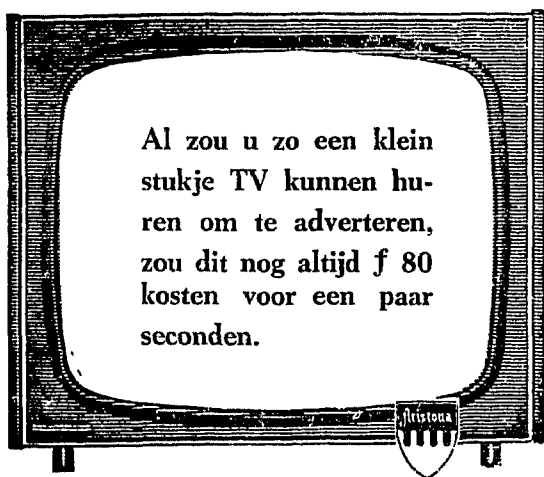 Al zou u zo een klein
stukje TV kunnen hu-
ren om te adverteren,
zou dit nog altijd f 80
kosten voor een paar
seconden.
Aristona